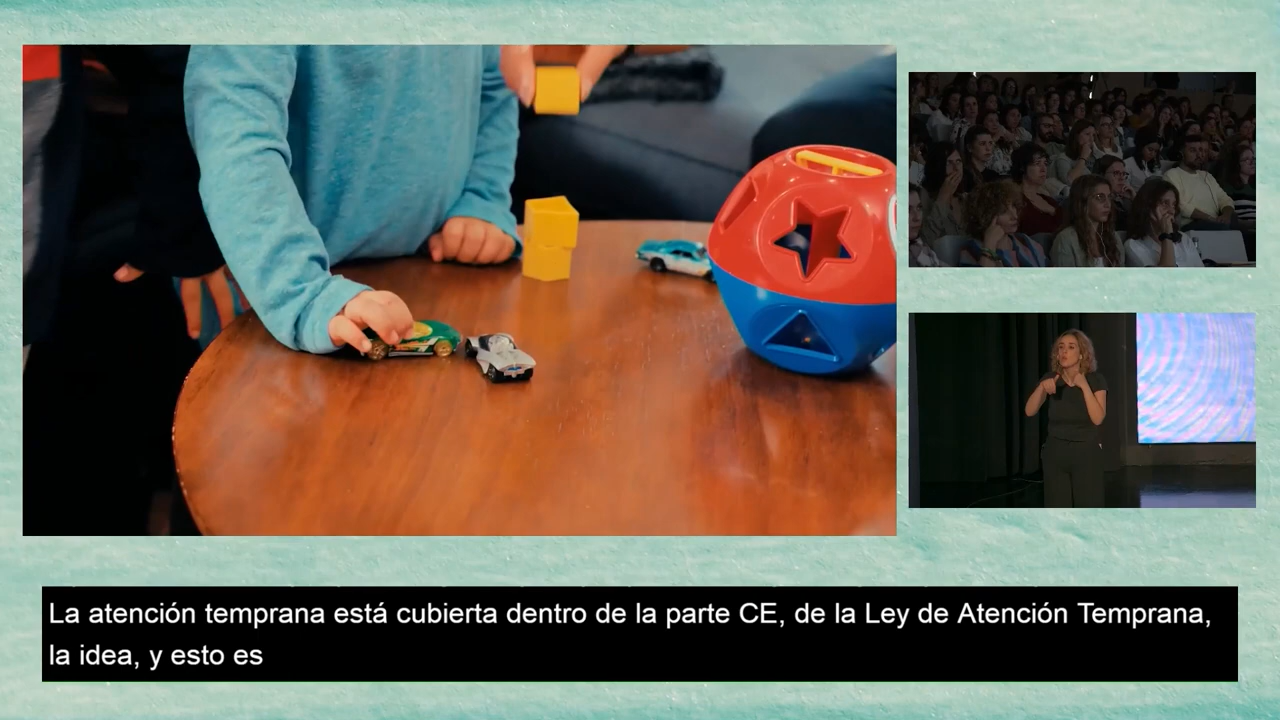 La atención temprana está cubierta dentro de la parte CE, de la Ley de Atención Temprana,
la idea, y esto es